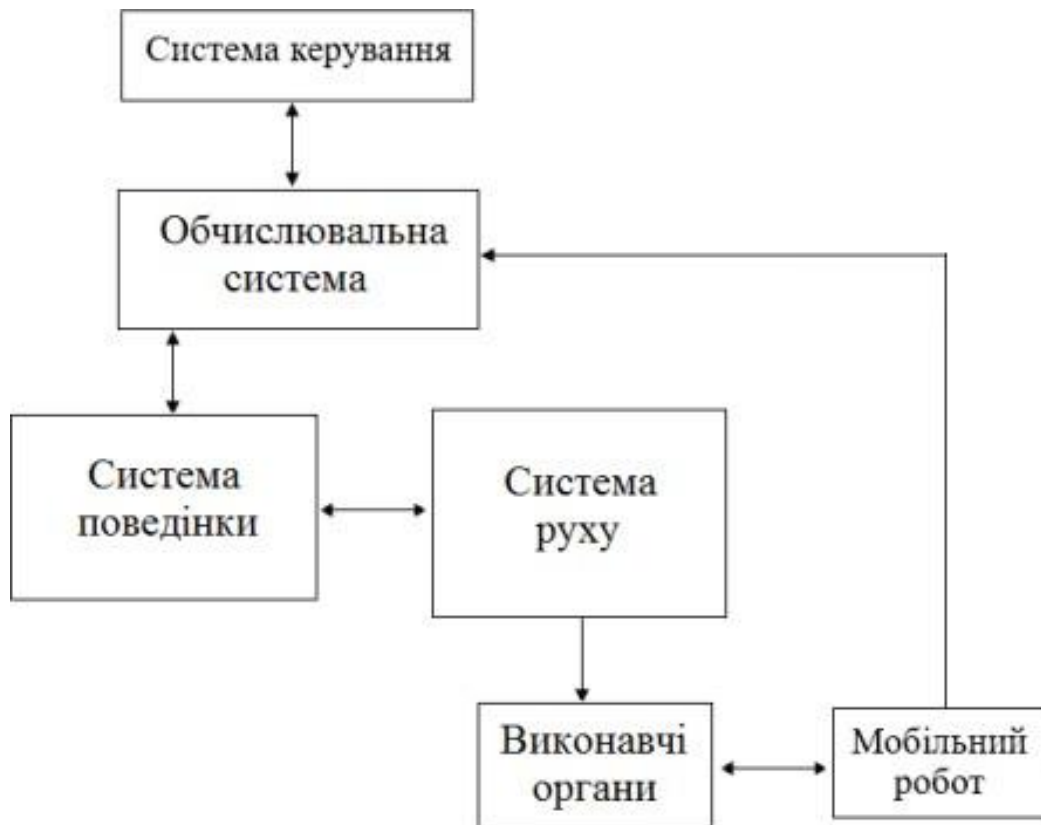 Система керування
Обчислювальна
система
Система
поведінки
Система
руху
Виконавчі
органи
Мобільний
робот